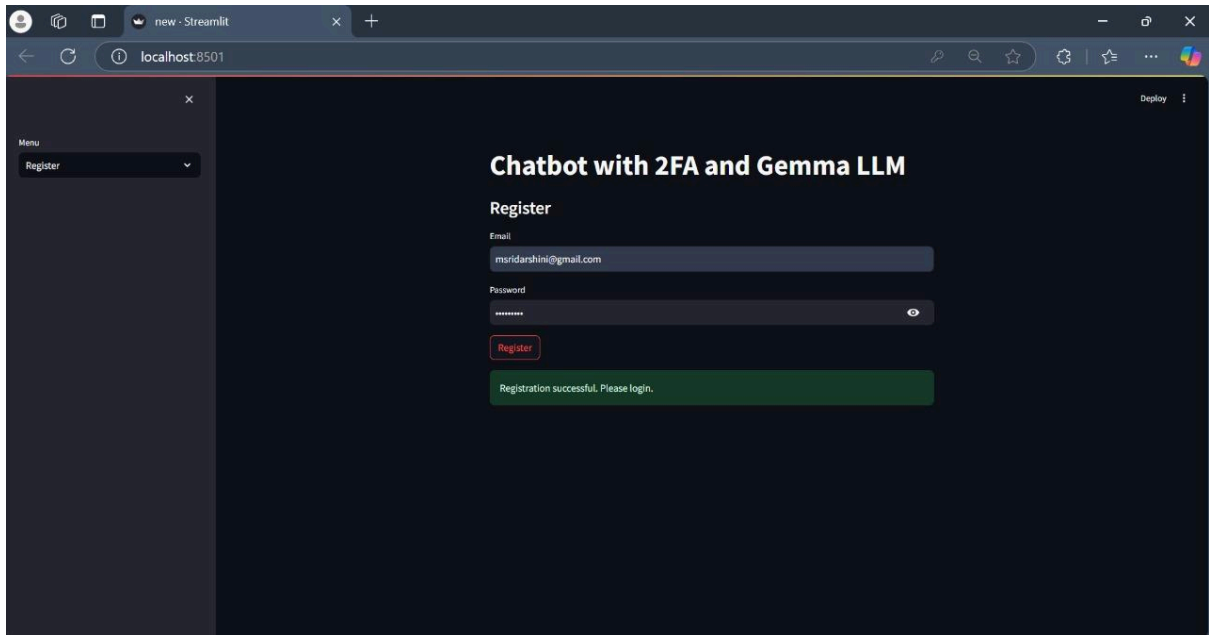 new · Streamlit
localhost:8501
Deploy
Menu
Register
Chatbot with 2FA and Gemma LLM
Register
Email
msridarshini@gmail.com
Password
•••••••••
Register
Registration successful. Please login.